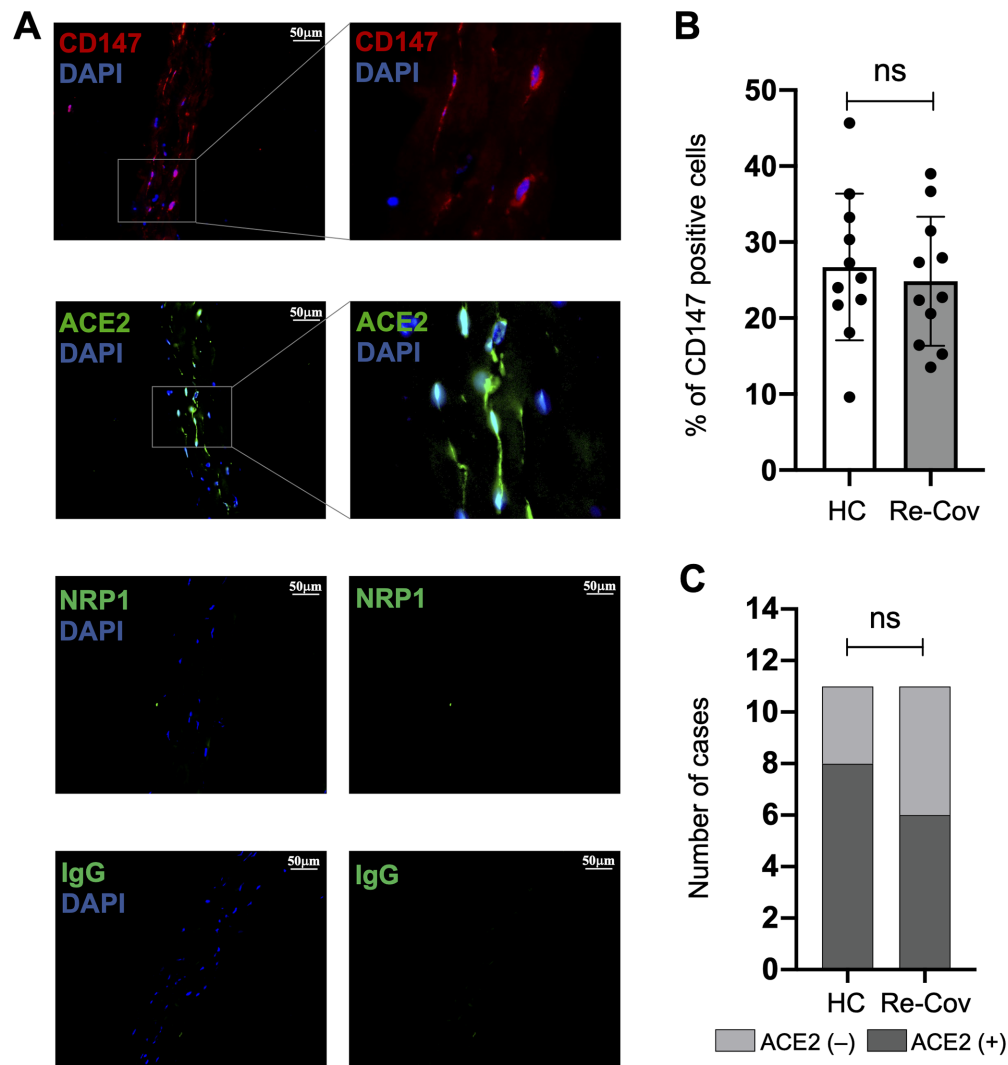 A
CD147
DAPI
50μm
ACE2
DAPI
50μm
ACE2
DAPI
CD147
DAPI
NRP1
DAPI
50μm
NRP1
50μm
IgG
DAPI
50μm
IgG
50μm
B
ns
50
40
30
20
10
0
% of CD147 positive cells
HC Re-Cov
C
ns
14
12
10
8
6
4
2
0
Number of cases
HC Re-Cov
ACE2 (–) ACE2 (+)